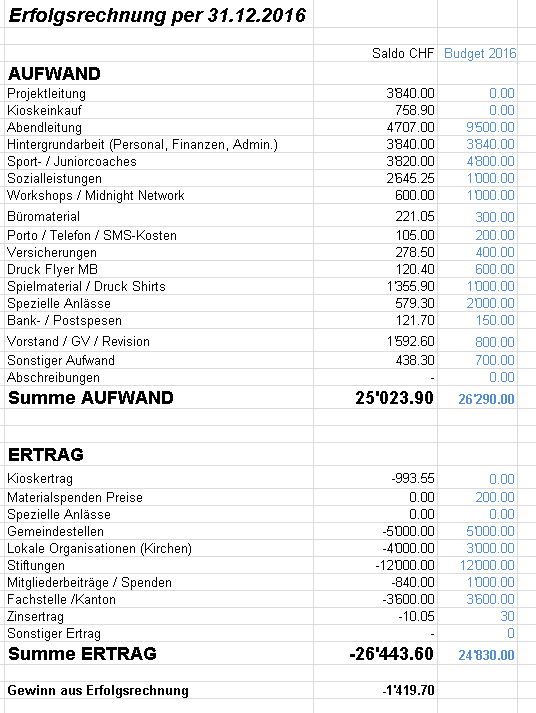 Erfolgsrechnung per 31.12.2016
Saldo CHF Budget 2016
AUFWAND
Projektleitung 3'840.00 0.00
Kioskeinkauf 758.90 0.00
Abendleitung 4'707.00 9'500.00
Hintergrundarbeit (Personal, Finanzen, Admin.) 3'840.00 3'840.00
Sport- / Juniorcoaches 3'820.00 4'800.00
Sozialleistungen 2'645.25 1'000.00
Workshops / Midnight Network 600.00 1'000.00
Büromaterial 221.05 300.00
Porto / Telefon / SMS-Kosten 105.00 200.00
Versicherungen 278.50 400.00
Druck Flyer MB 120.40 600.00
Spielmaterial / Druck Shirts 1'355.90 1'000.00
Spezielle Anlässe 579.30 2'000.00
Bank- / Postspesen 121.70 150.00
Vorstand / GV / Revision 1'592.60 800.00
Sonstiger Aufwand 438.30 700.00
Abschreibungen - 0.00
Summe AUFWAND 25'023.90 26'290.00
ERTRAG
Kioskertrag -993.55 0.00
Materialspenden Preise 0.00 200.00
Spezielle Anlässe 0.00 0.00
Gemeindestellen -5'000.00 5'000.00
Lokale Organisationen (Kirchen) -4'000.00 3'000.00
Stiftungen -12'000.00 12'000.00
Mitgliederbeiträge / Spenden -840.00 1'000.00
Fachstelle /Kanton -3'600.00 3'600.00
Zinsertrag -10.05 30
Sonstiger Ertrag - 0
Summe ERTRAG -26'443.60 24'830.00
Gewinn aus Erfolgsrechnung -1'419.70